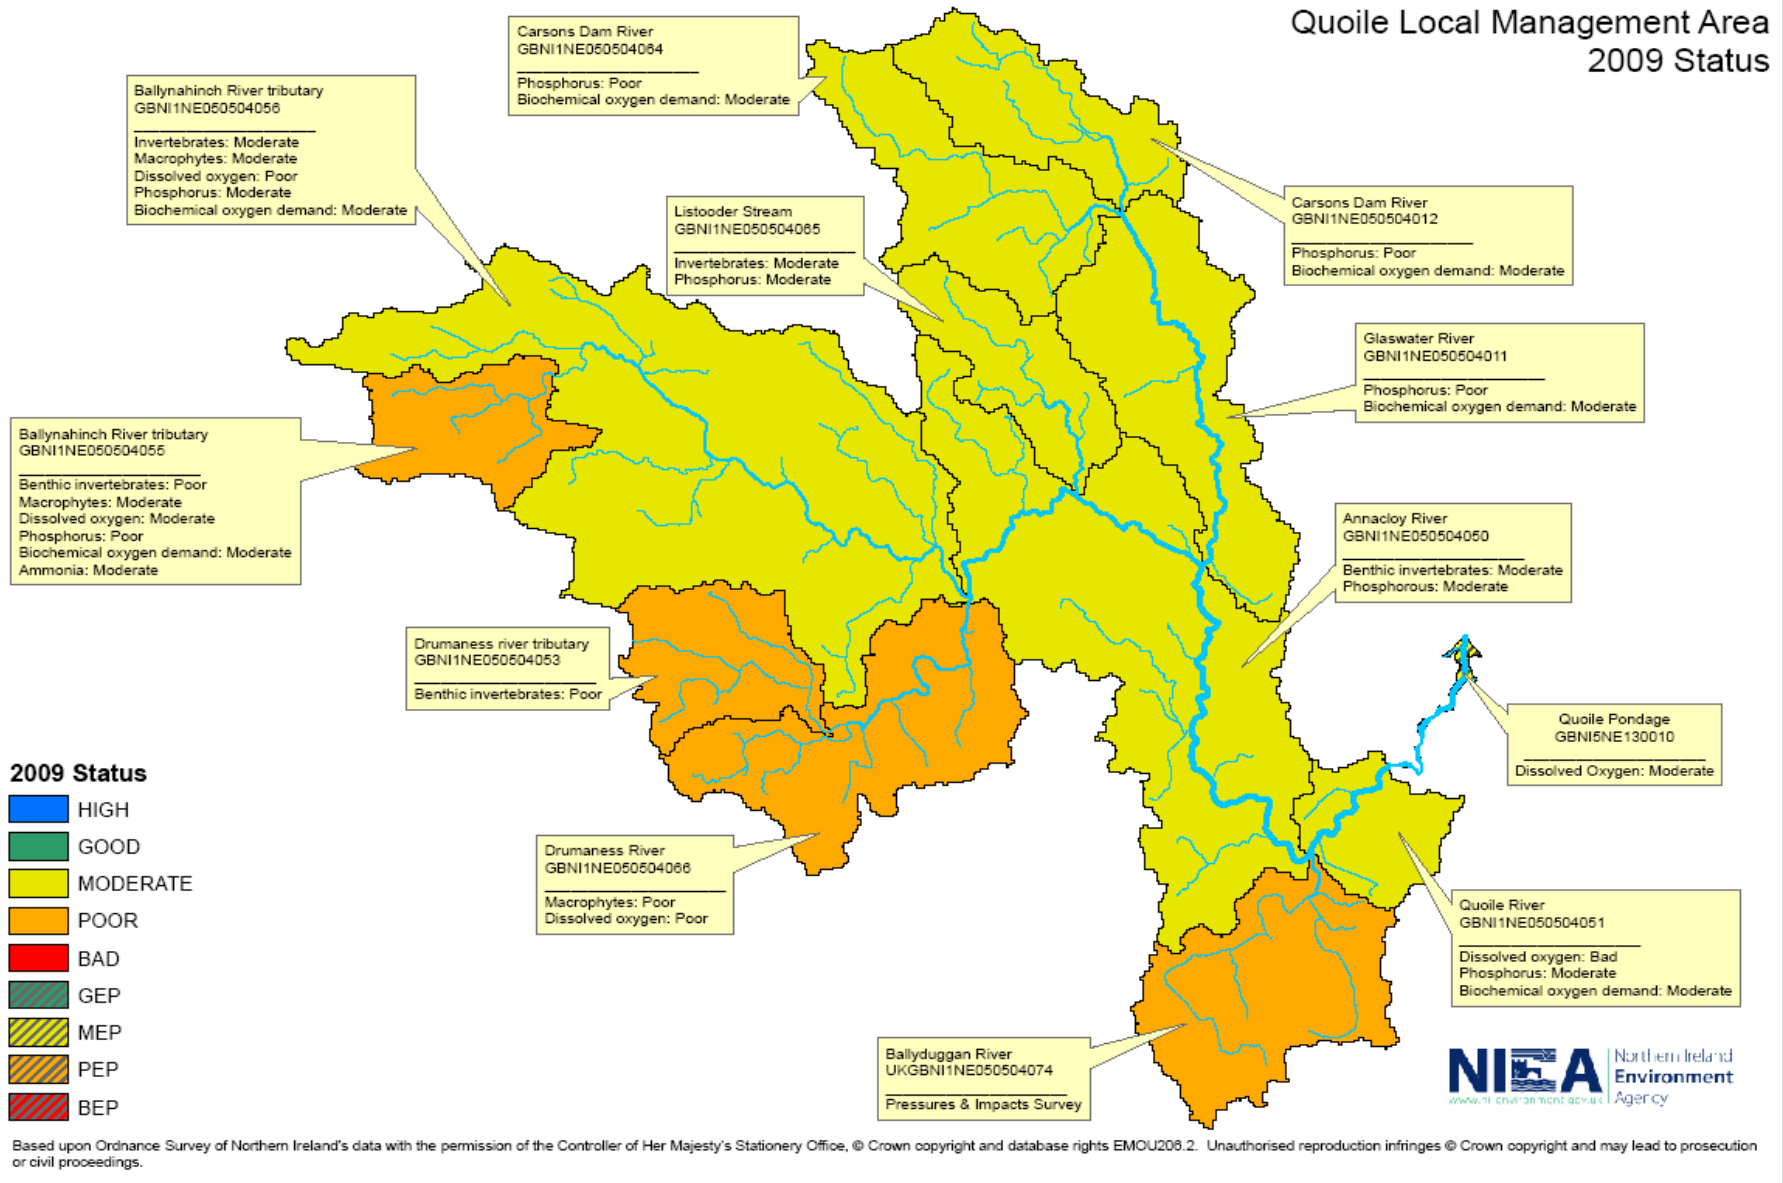 Quoile Local Management Area
2009 Status
Carsons Dam River
GBNI1NE050504064
Phosphorus: Poor
Biochemical oxygen demand: Moderate
Ballynahinch River tributary
GBNI1NE050504056
Invertebrates: Moderate
Macrophytes: Moderate
Dissolved oxygen: Poor
Phosphorus: Moderate
Biochemical oxygen demand: Moderate
Listooder Stream
GBNI1NE050504065
Invertebrates: Moderate
Phosphorus: Moderate
Carsons Dam River
GBNI1NE050504012
Phosphorus: Poor
Biochemical oxygen demand: Moderate
Glaswater River
GBNI1NE050504011
Phosphorus: Poor
Biochemical oxygen demand: Moderate
Ballynahinch River tributary
GBNI1NE050504055
Benthic invertebrates: Poor
Macrophytes: Moderate
Dissolved oxygen: Moderate
Phosphorus: Poor
Biochemical oxygen demand: Moderate
Ammonia: Moderate
Annacloy River
GBNI1NE050504050
Benthic invertebrates: Moderate
Phosphorous: Moderate
Drumaness river tributary
GBNI1NE050504053
Benthic invertebrates: Poor
Quoile Pondage
GBNI5NE130010
Dissolved Oxygen: Moderate
Drumaness River
GBNI1NE050504066
Macrophytes: Poor
Dissolved oxygen: Poor
Quoile River
GBNI1NE050504051
Dissolved oxygen: Bad
Phosphorus: Moderate
Biochemical oxygen demand: Moderate
Ballyduggan River
UKGBNI1NE050504074
Pressures & Impacts Survey
2009 Status
HIGH
GOOD
MODERATE
POOR
BAD
GEP
MEP
PEP
BEP
NIEA
Northern Ireland
Environment
Agency
www.ni-environment.gov.uk
Based upon Ordnance Survey of Northern Ireland's data with the permission of the Controller of Her Majesty's Stationery Office, © Crown copyright and database rights EMOU206.2. Unauthorised reproduction infringes © Crown copyright and may lead to prosecution
or civil proceedings.